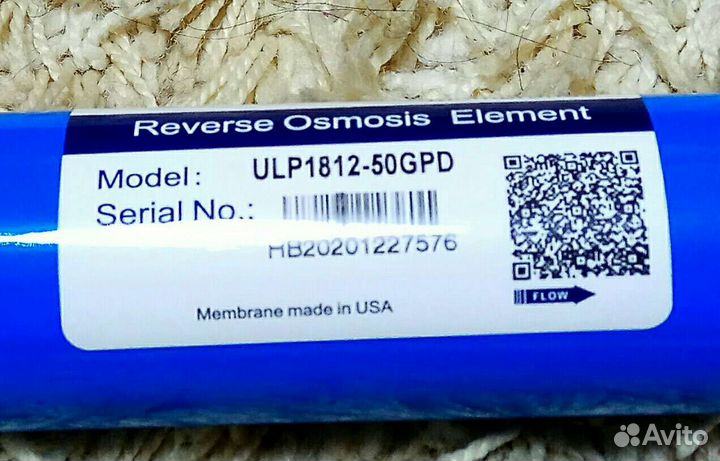 Reverse Osmosis Element
Model: ULP1812-50GPD
Serial No.:
HB20201227576
FLOW
Membrane made in USA
Avito